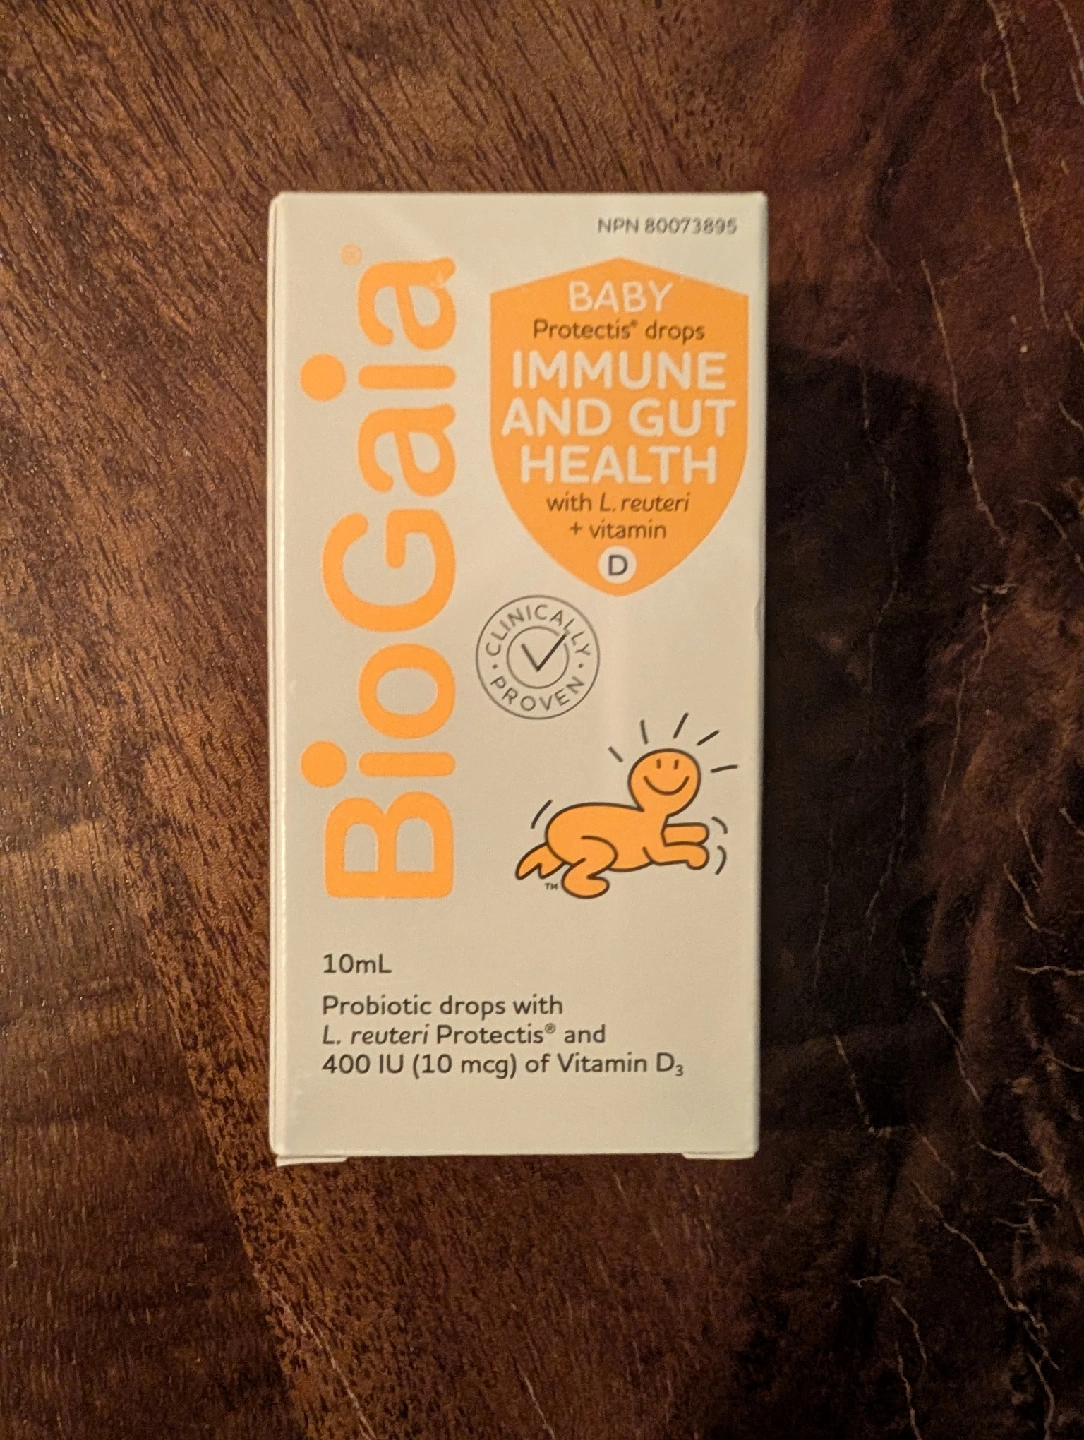 NPN 80073895
BioGaia®
BABY
Protectis® drops
IMMUNE
AND GUT
HEALTH
with L. reuteri
+ vitamin
D
CLINICALLY
PROVEN
TM
10mL
Probiotic drops with
L. reuteri Protectis® and
400 IU (10 mcg) of Vitamin D₃